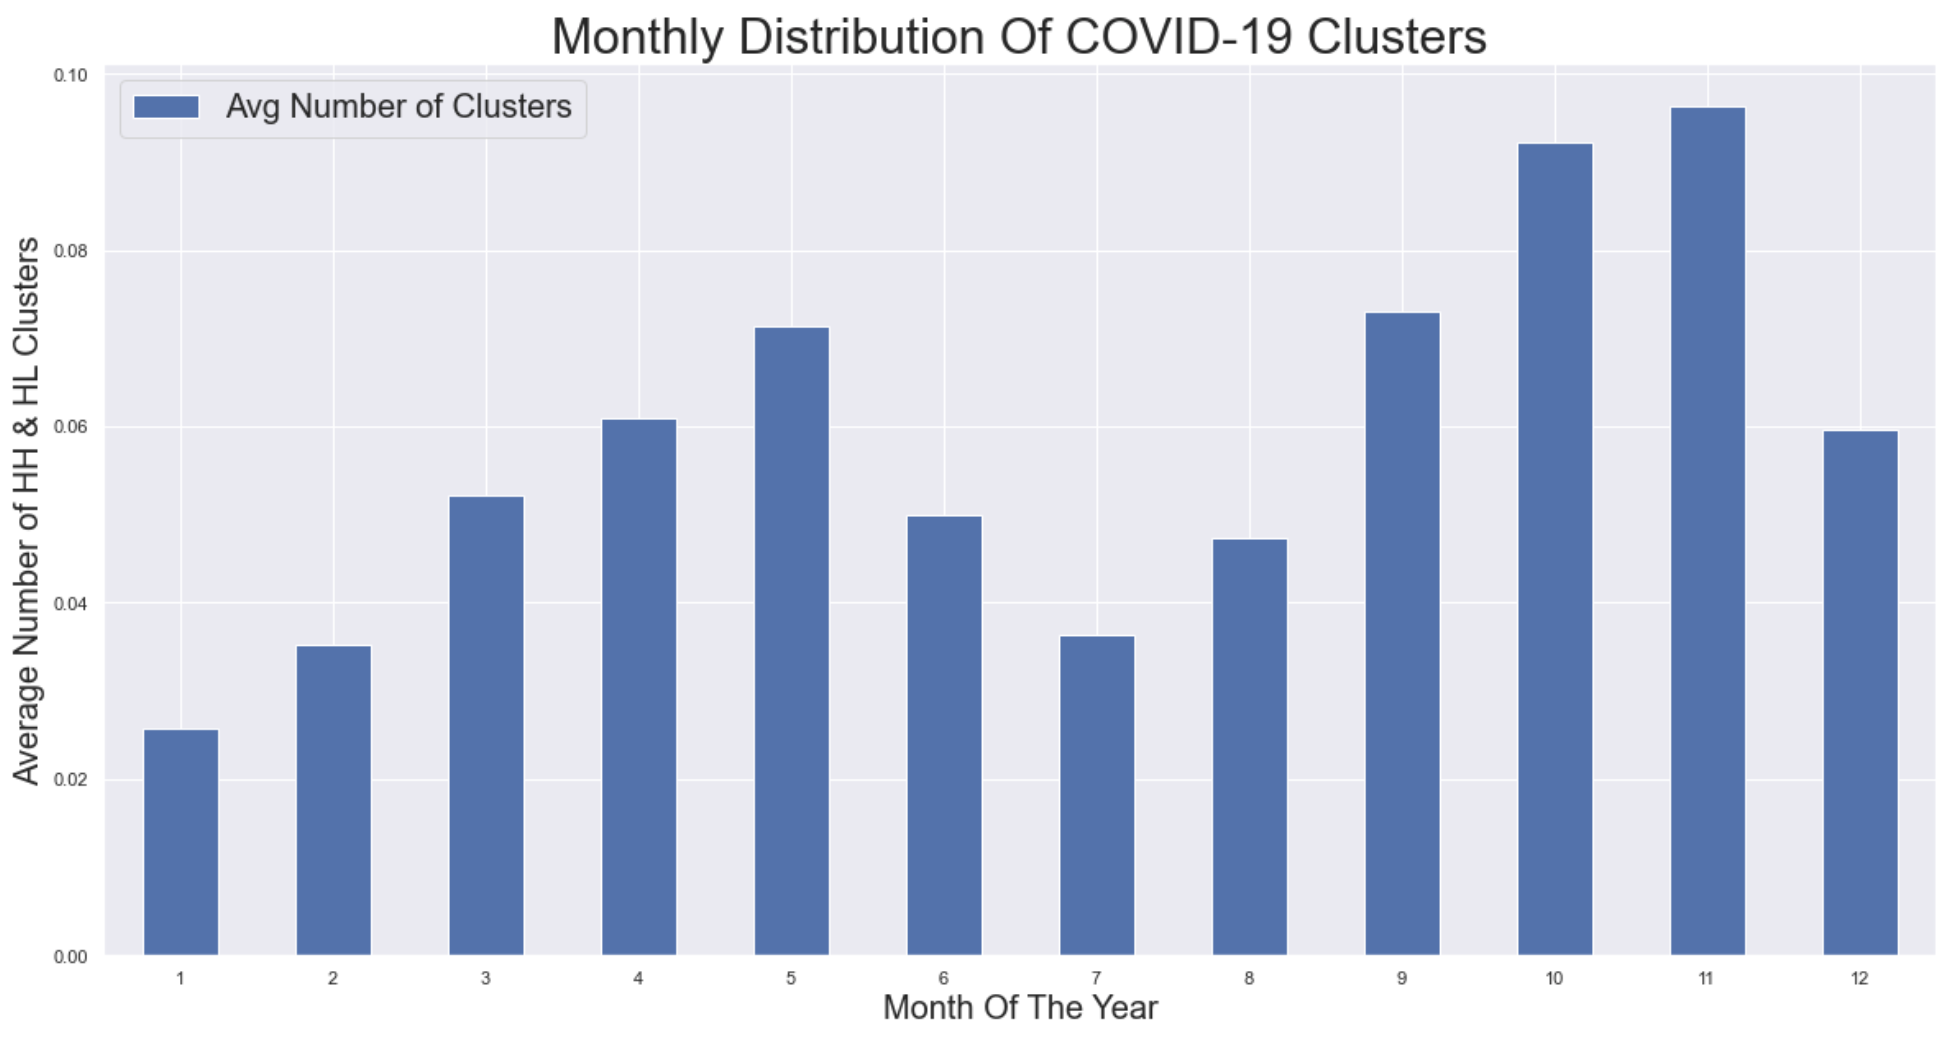 Monthly Distribution Of COVID-19 Clusters
Avg Number of Clusters
Average Number of HH & HL Clusters
0.10
0.08
0.06
0.04
0.02
0.00
1 2 3 4 5 6 7 8 9 10 11 12
Month Of The Year